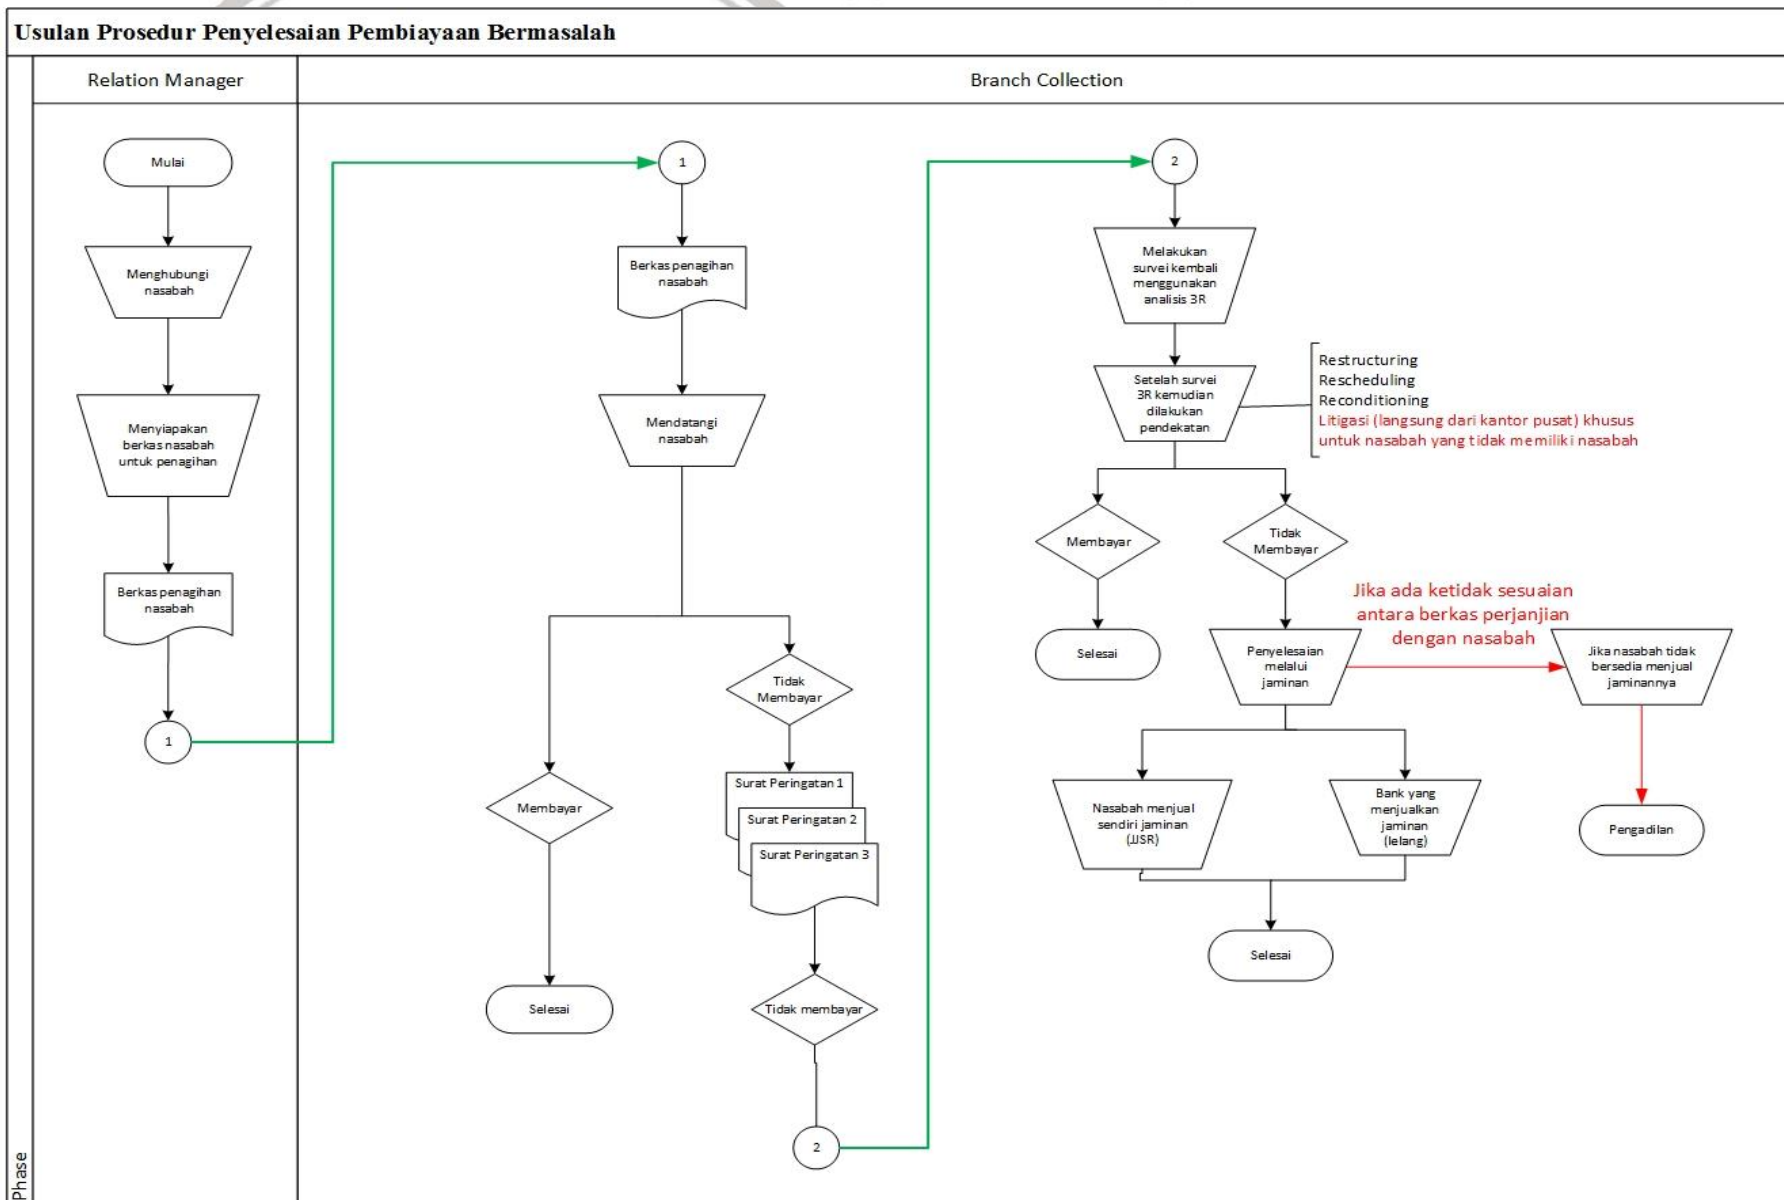 Usulan Prosedur Penyelesaian Pembiayaan Bermasalah
Relation Manager
Branch Collection
Mulai
Menghubungi
nasabah
Menyiapakan
berkas nasabah
untuk penagihan
Berkas penagihan
nasabah
1
1
Berkas penagihan
nasabah
Mendatangi
nasabah
Membayar
Selesai
Tidak
Membayar
Surat Peringatan 1
Surat Peringatan 2
Surat Peringatan 3
Tidak membayar
2
2
Melakukan
survei kembali
menggunakan
analisis 3R
Setelah survei
3R kemudian
dilakukan
pendekatan
Restructuring
Rescheduling
Reconditioning
Litigasi (langsung dari kantor pusat) khusus
untuk nasabah yang tidak memiliki nasabah
Membayar
Selesai
Tidak
Membayar
Penyelesaian
melalui
jaminan
Jika ada ketidak sesuaian
antara berkas perjanjian
dengan nasabah
Jika nasabah tidak
bersedia menjual
jaminannya
Pengadilan
Nasabah menjual
sendiri jaminan
(JJSR)
Bank yang
menjualkan
jaminan
(lelang)
Selesai
Phase